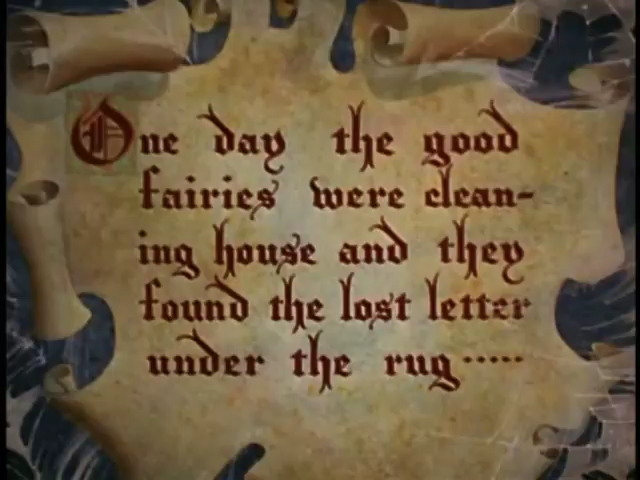 One day the good
fairies were clean-
ing house and they
found the lost letter
under the rug.....